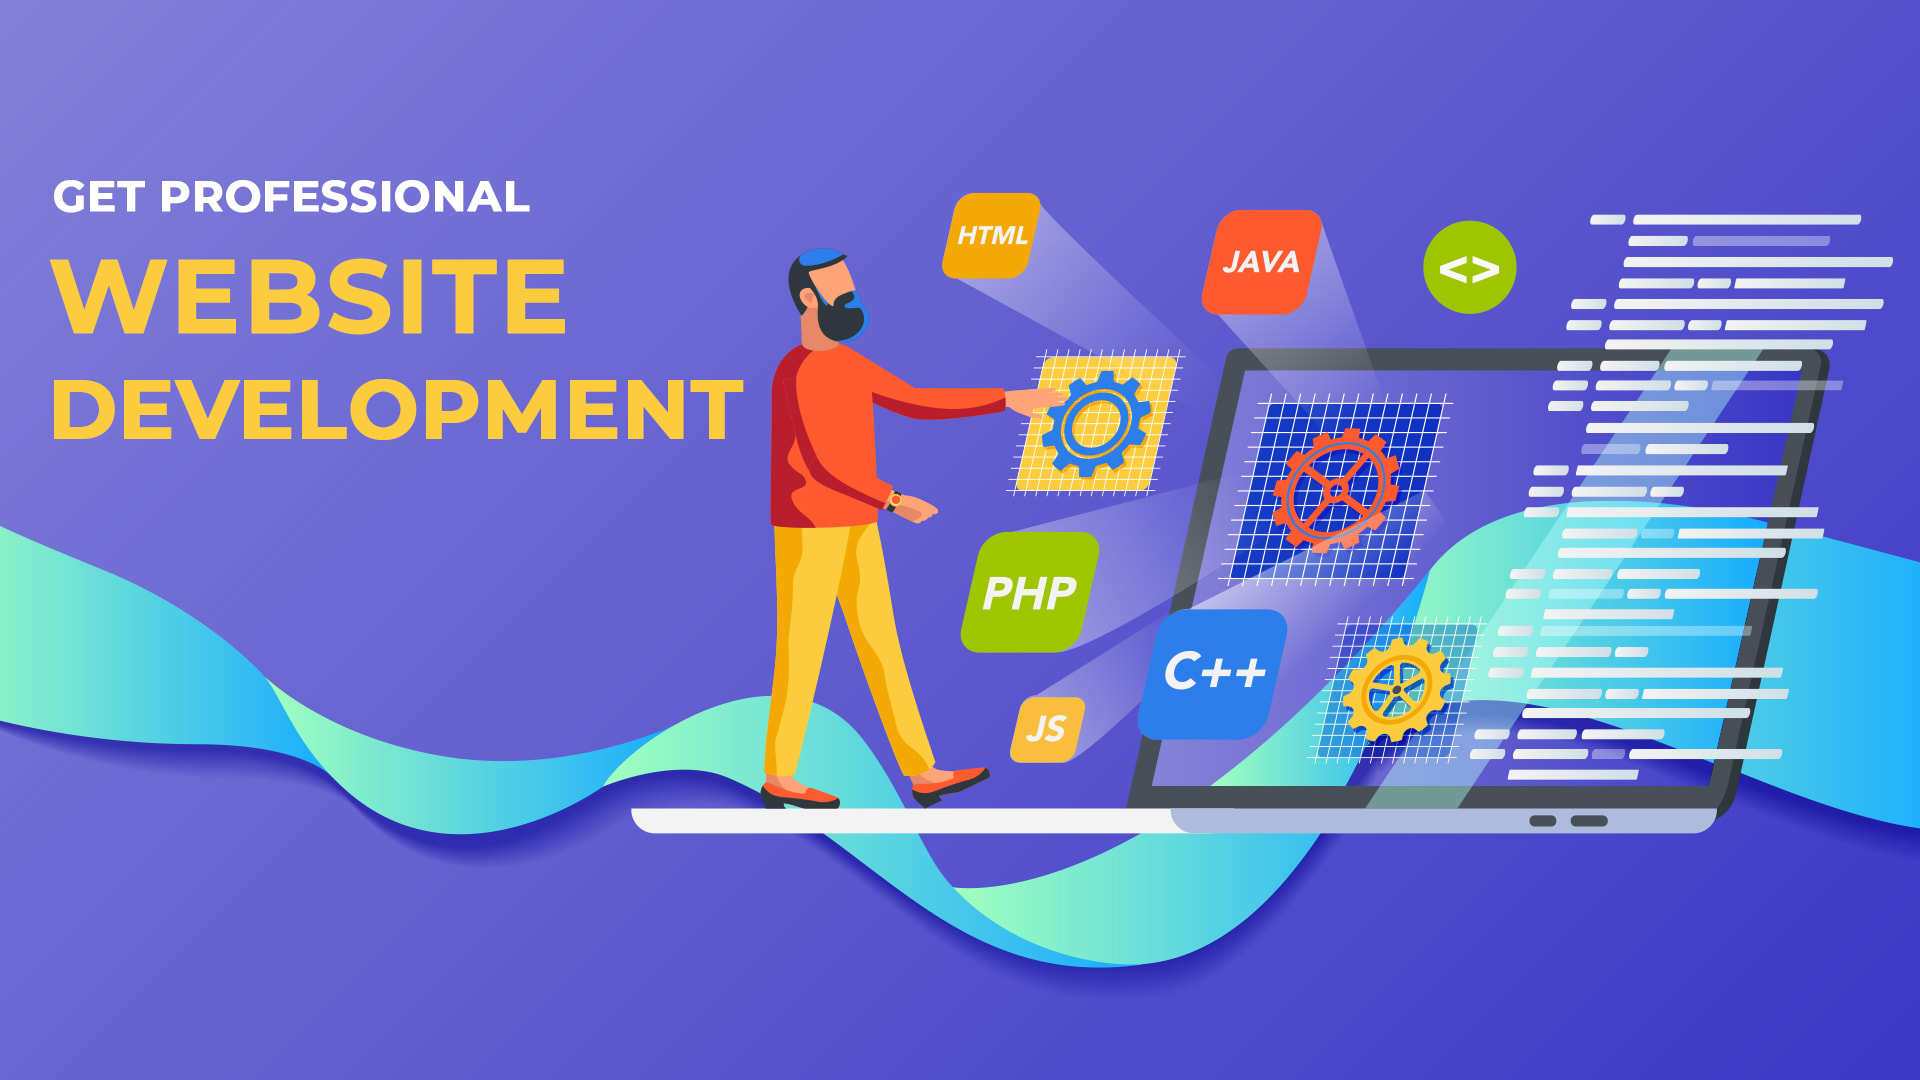 GET PROFESSIONAL
WEBSITE
DEVELOPMENT
HTML
JAVA
<>
PHP
C++
JS